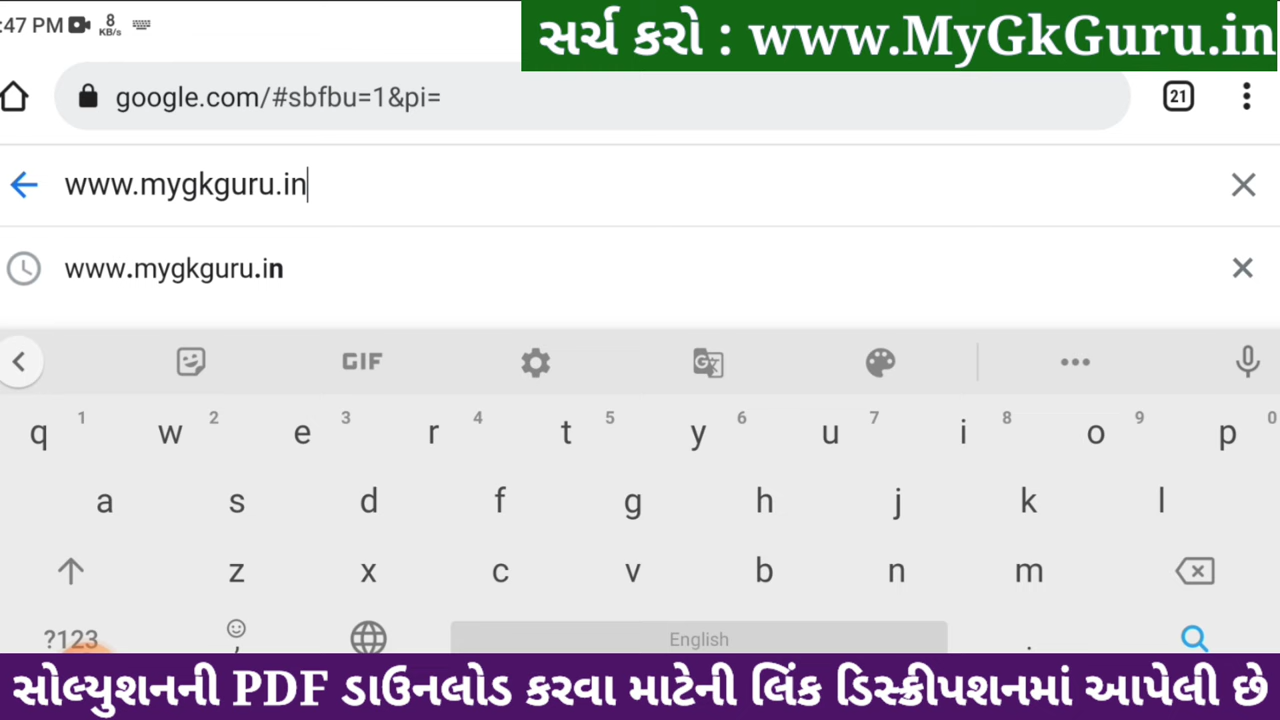 :47 PM 8 KB/s
સર્ચ કરો : www.MyGkGuru.in
google.com/#sbfbu=1&pi= 21
www.mygkguru.in
www.mygkguru.in
GIF
q 1 w 2 e 3 r 4 t 5 y 6 u 7 i 8 o 9 p 0
a s d f g h j k l
z x c v b n m
?123 , English .
સોલ્યુશનની PDF ડાઉનલોડ કરવા માટેની લિંક ડિસ્ક્રીપશનમાં આપેલી છે